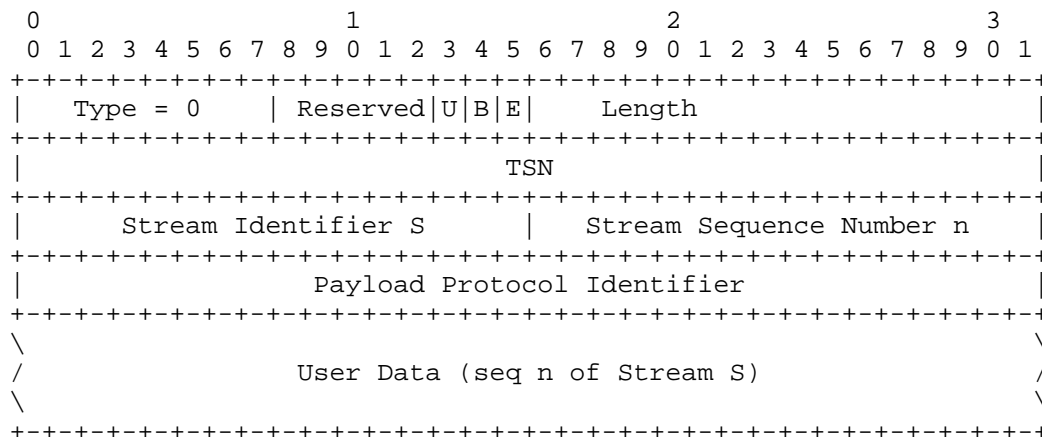 0                   1                   2                   3
 0 1 2 3 4 5 6 7 8 9 0 1 2 3 4 5 6 7 8 9 0 1 2 3 4 5 6 7 8 9 0 1
+-+-+-+-+-+-+-+-+-+-+-+-+-+-+-+-+-+-+-+-+-+-+-+-+-+-+-+-+-+-+-+-+
|   Type = 0    | Reserved|U|B|E|    Length                     |
+-+-+-+-+-+-+-+-+-+-+-+-+-+-+-+-+-+-+-+-+-+-+-+-+-+-+-+-+-+-+-+-+
|                              TSN                              |
+-+-+-+-+-+-+-+-+-+-+-+-+-+-+-+-+-+-+-+-+-+-+-+-+-+-+-+-+-+-+-+-+
|      Stream Identifier S      |   Stream Sequence Number n    |
+-+-+-+-+-+-+-+-+-+-+-+-+-+-+-+-+-+-+-+-+-+-+-+-+-+-+-+-+-+-+-+-+
|                  Payload Protocol Identifier                  |
+-+-+-+-+-+-+-+-+-+-+-+-+-+-+-+-+-+-+-+-+-+-+-+-+-+-+-+-+-+-+-+-+
\                                                               \
/                 User Data (seq n of Stream S)                 /
\                                                               \
+-+-+-+-+-+-+-+-+-+-+-+-+-+-+-+-+-+-+-+-+-+-+-+-+-+-+-+-+-+-+-+-+